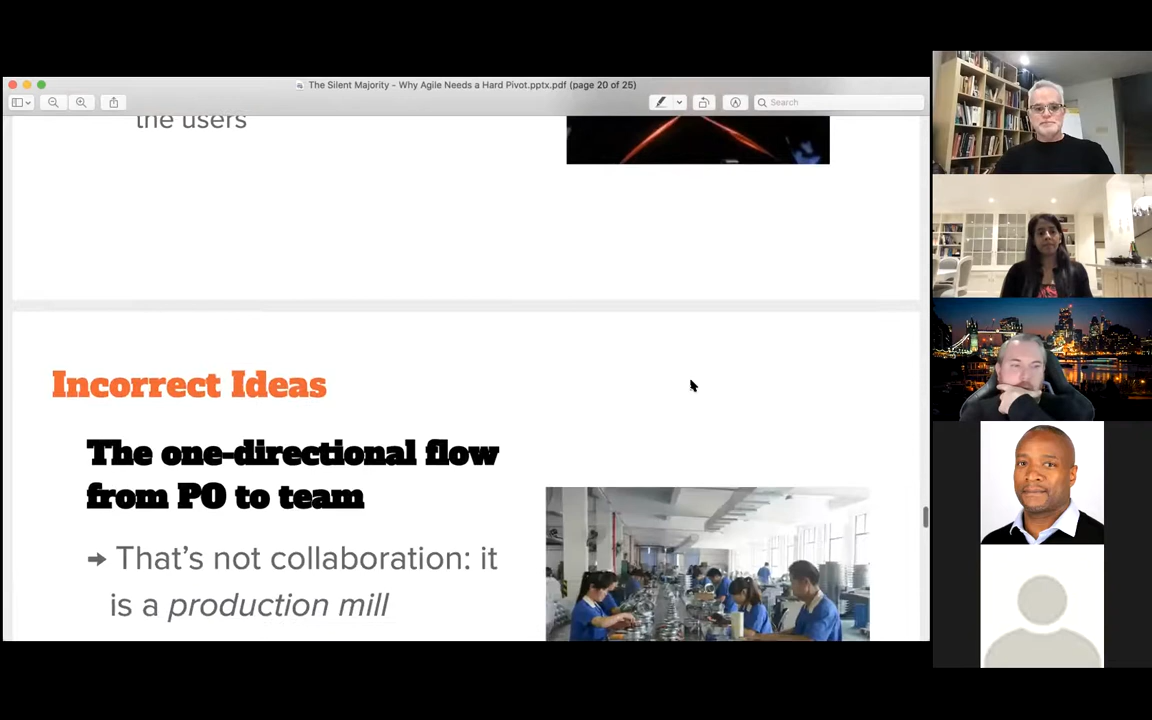 The Silent Majority - Why Agile Needs a Hard Pivot.pptx.pdf (page 20 of 25)
Search
the users
Incorrect Ideas
The one-directional flow
from PO to team
➔ That's not collaboration: it
is a production mill